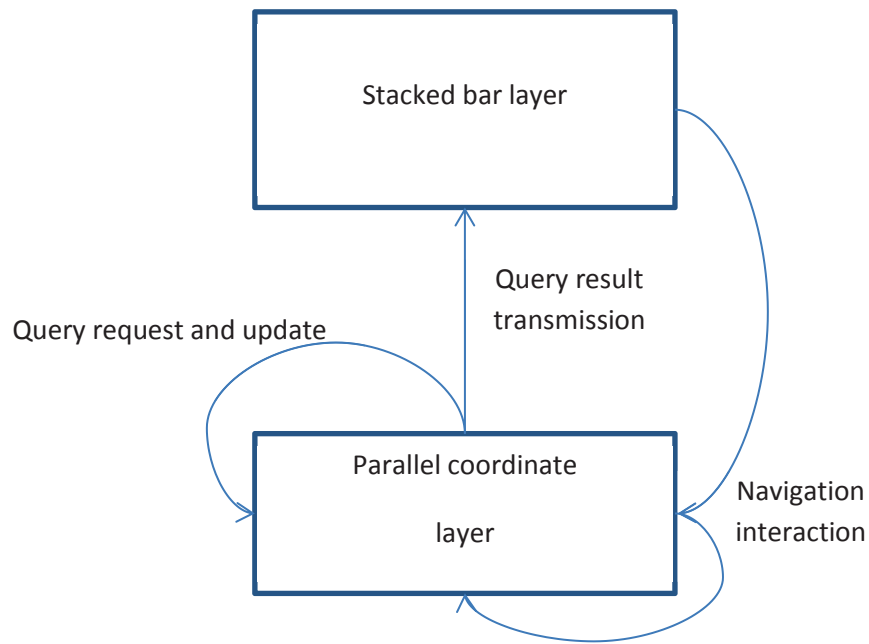 Stacked bar layer
Query result
transmission
Query request and update
Parallel coordinate
layer
Navigation
interaction